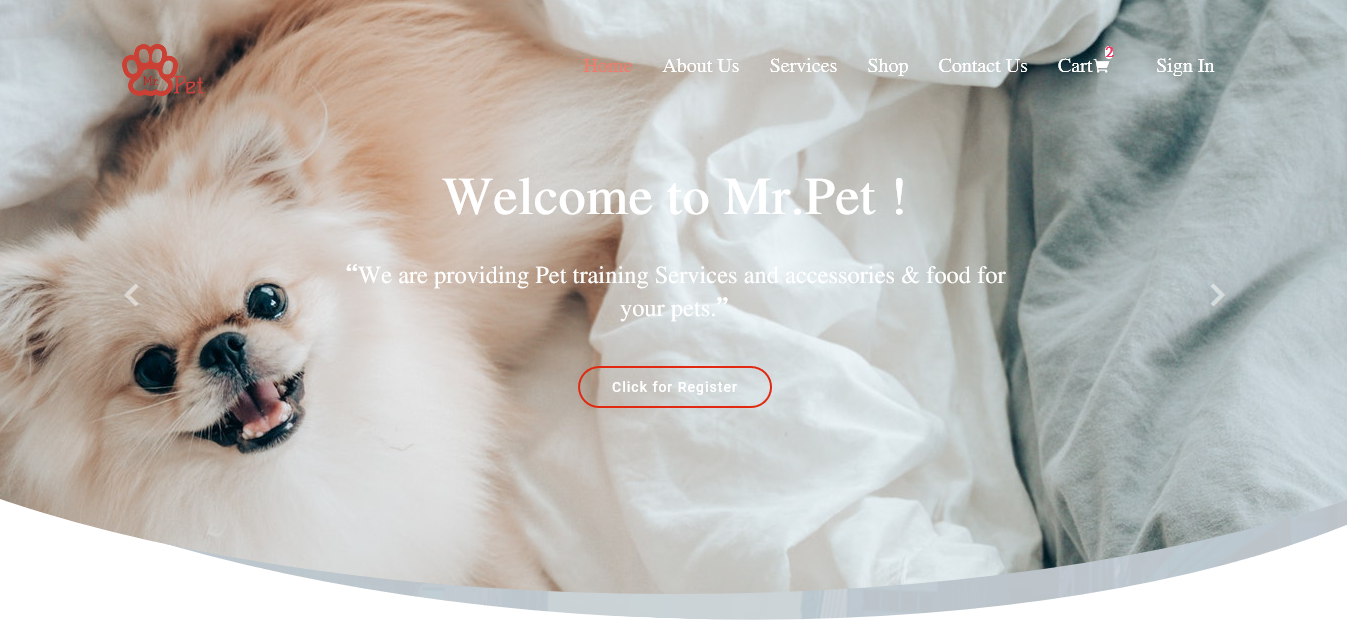 Mr. Pet
Home About Us Services Shop Contact Us Cart 2 Sign In
Welcome to Mr.Pet !
“We are providing Pet training Services and accessories & food for
your pets.”
Click for Register